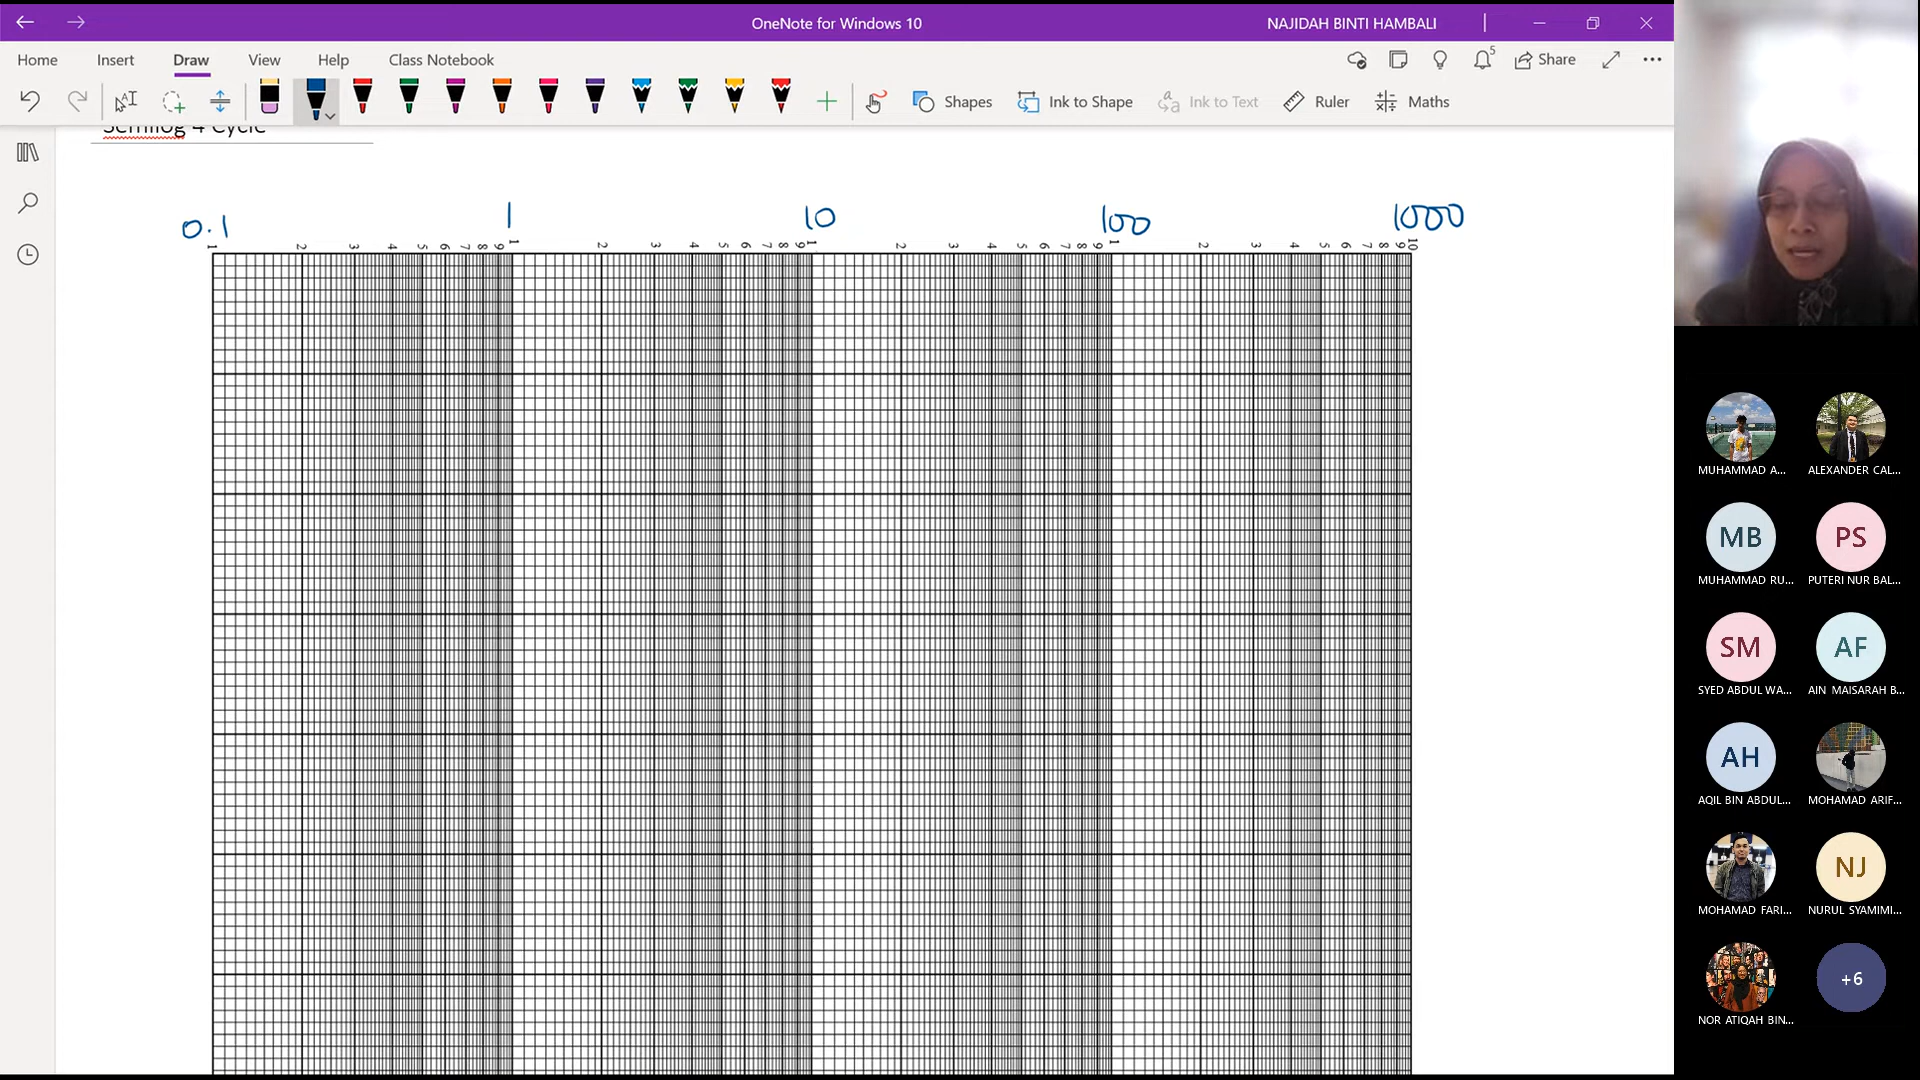 OneNote for Windows 10
NAJIDAH BINTI HAMBALI
Home Insert Draw View Help Class Notebook
5 Share
Shapes Ink to Shape Ink to Text Ruler Maths
Semilog 4 Cycle
0.1 1 10 100 1000
1 2 3 4 5 6 7 8 9 1 2 3 4 5 6 7 8 9 1 2 3 4 5 6 7 8 9 1 2 3 4 5 6 7 8 9 10
MUHAMMAD A... ALEXANDER CAL...
MB PS
MUHAMMAD RU... PUTERI NUR BAL...
SM AF
SYED ABDUL WA... AIN MAISARAH B...
AH
AQIL BIN ABDUL... MOHAMAD ARIF...
NJ
MOHAMAD FARI... NURUL SYAMIMI...
+6
NOR ATIQAH BIN...